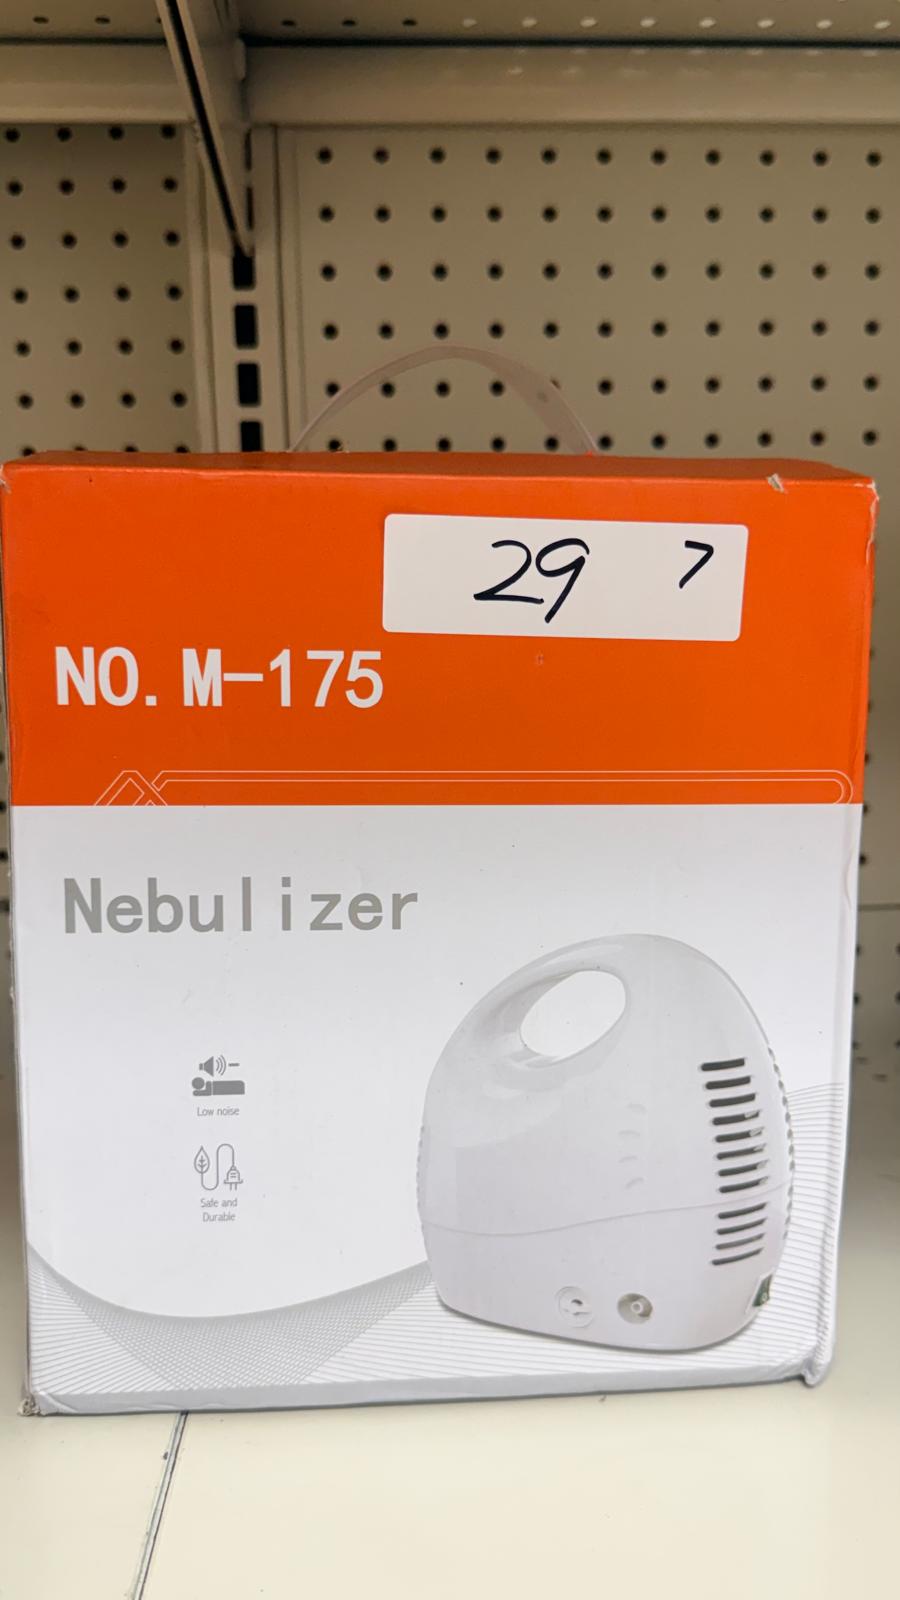 29 7
NO. M-175
Nebulizer
Low noise
Safe and
Durable